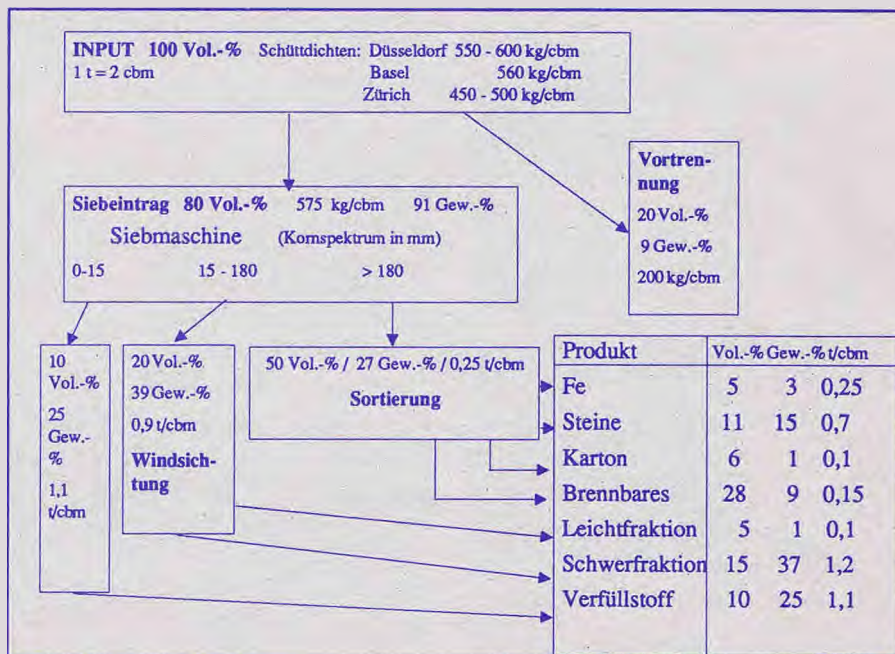 INPUT 100 Vol.-% Schüttdichten: Düsseldorf 550 - 600 kg/cbm
1 t = 2 cbm Basel 560 kg/cbm
Zürich 450 - 500 kg/cbm
Vortren-
nung
20 Vol.-%
9 Gew.-%
200 kg/cbm
Siebeintrag 80 Vol.-% 575 kg/cbm 91 Gew.-%
Siebmaschine (Kornspektrum in mm)
0-15 15 - 180 > 180
10
Vol.-%
25
Gew.-
%
1,1
t/cbm
20 Vol.-%
39 Gew.-%
0,9 t/cbm
Windsich-
tung
50 Vol.-% / 27 Gew.-% / 0,25 t/cbm
Sortierung
Produkt Vol.-% Gew.-% t/cbm
Fe 5 3 0,25
Steine 11 15 0,7
Karton 6 1 0,1
Brennbares 28 9 0,15
Leichtfraktion 5 1 0,1
Schwerfraktion 15 37 1,2
Verfüllstoff 10 25 1,1